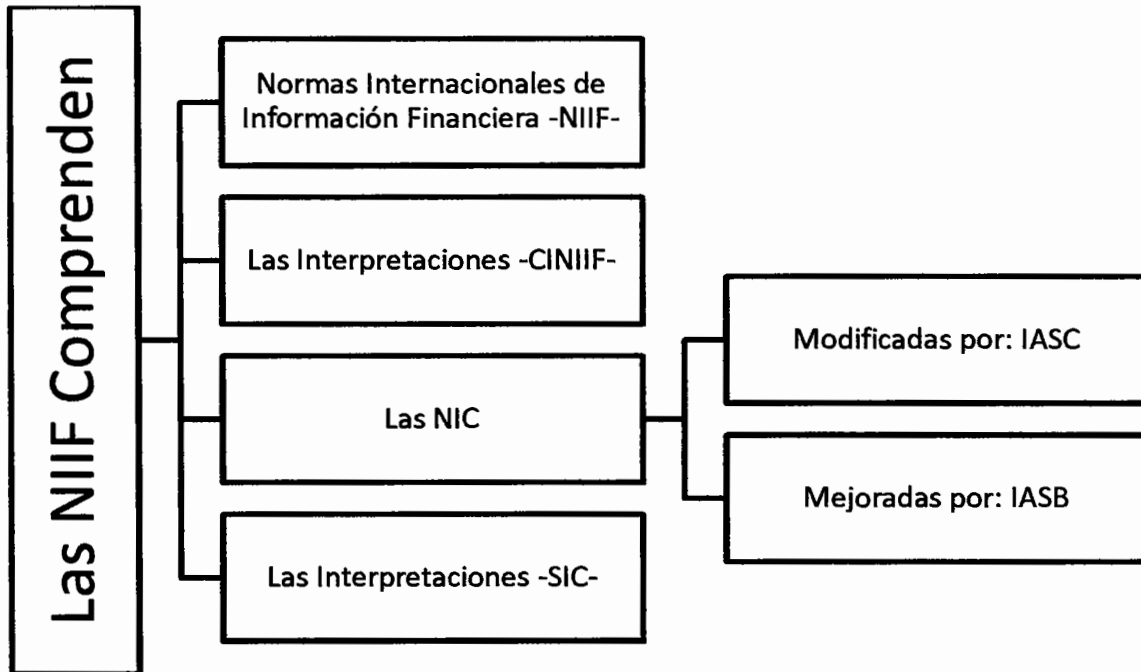 Las NIIF Comprenden
Normas Internacionales de
Información Financiera -NIIF-
Las Interpretaciones -CINIIF-
Las NIC
Modificadas por: IASC
Mejoradas por: IASB
Las Interpretaciones -SIC-